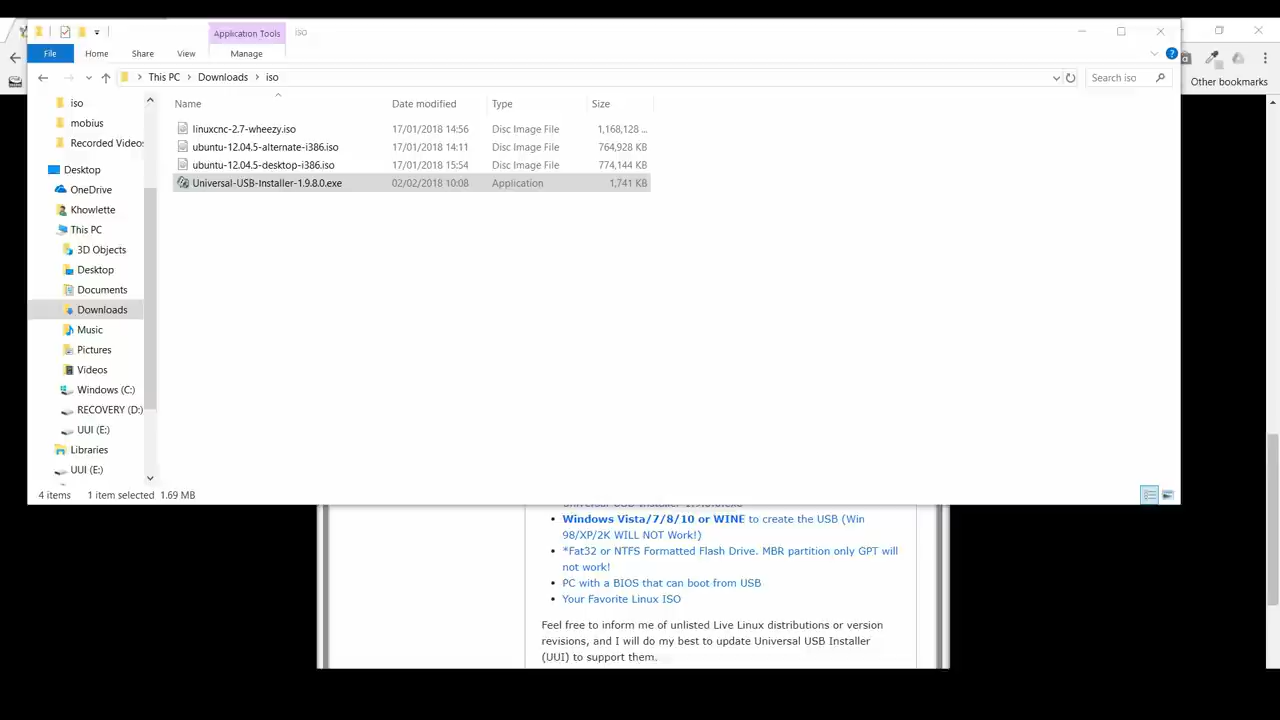 Application Tools
iso
File
Home
Share
View
Manage
This PC
Downloads
iso
Search iso
Other bookmarks
Name
Date modified
Type
Size
linuxcnc-2.7-wheezy.iso
17/01/2018 14:56
Disc Image File
1,168,128 ...
ubuntu-12.04.5-alternate-i386.iso
17/01/2018 14:11
Disc Image File
764,928 KB
ubuntu-12.04.5-desktop-i386.iso
17/01/2018 15:54
Disc Image File
774,144 KB
Universal-USB-Installer-1.9.8.0.exe
02/02/2018 10:08
Application
1,741 KB
iso
mobius
Recorded Videos
Desktop
OneDrive
Khowlette
This PC
3D Objects
Desktop
Documents
Downloads
Music
Pictures
Videos
Windows (C:)
RECOVERY (D:)
UUI (E:)
Libraries
UUI (E:)
4 items
1 item selected 1.69 MB
Universal-USB-Installer-1.9.8.0.exe
• Windows Vista/7/8/10 or WINE to create the USB (Win
98/XP/2K WILL NOT Work!)
• *Fat32 or NTFS Formatted Flash Drive. MBR partition only GPT will
not work!
• PC with a BIOS that can boot from USB
• Your Favorite Linux ISO
Feel free to inform me of unlisted Live Linux distributions or version
revisions, and I will do my best to update Universal USB Installer
(UUI) to support them.